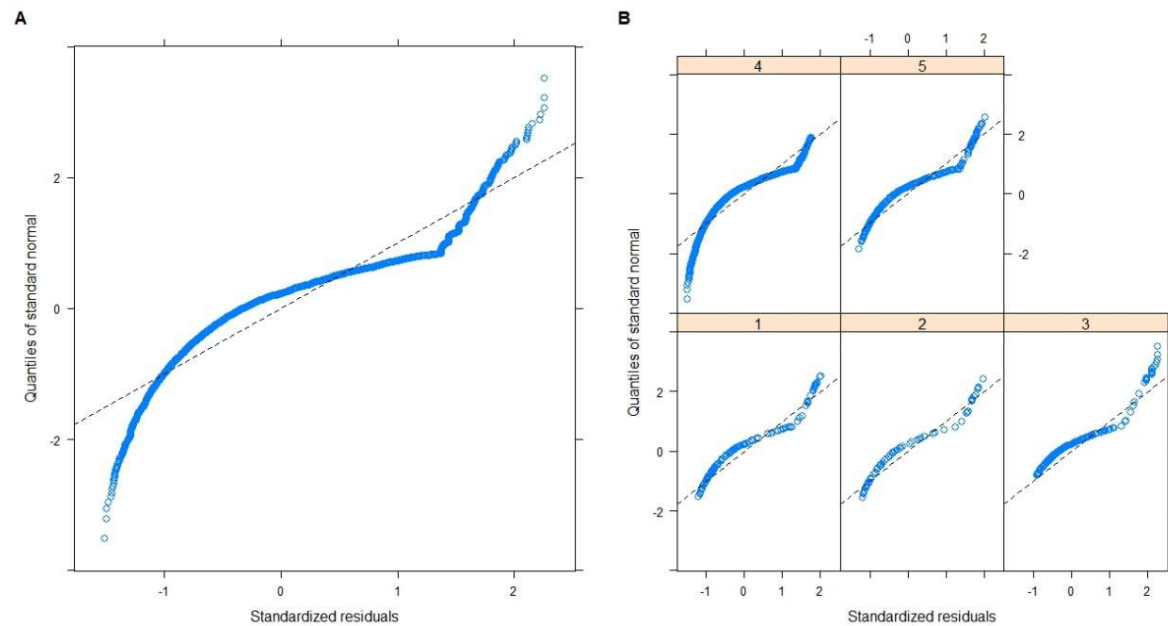 A
B
-1 0 1 2
4 5
2
0
-2
Quantiles of standard normal
2
0
-2
-1 0 1 2
Standardized residuals
Quantiles of standard normal
1 2 3
2
0
-2
-1 0 1 2 -1 0 1 2
Standardized residuals